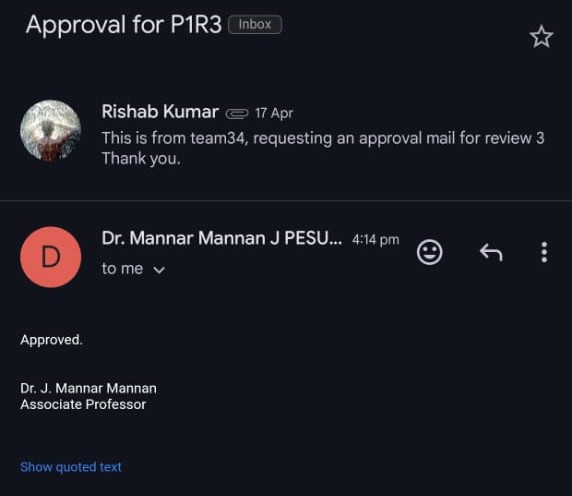 Approval for P1R3 Inbox
Rishab Kumar 17 Apr
This is from team34, requesting an approval mail for review 3
Thank you.
D
Dr. Mannar Mannan J PESU... 4:14 pm
to me
Approved.
Dr. J. Mannar Mannan
Associate Professor
Show quoted text